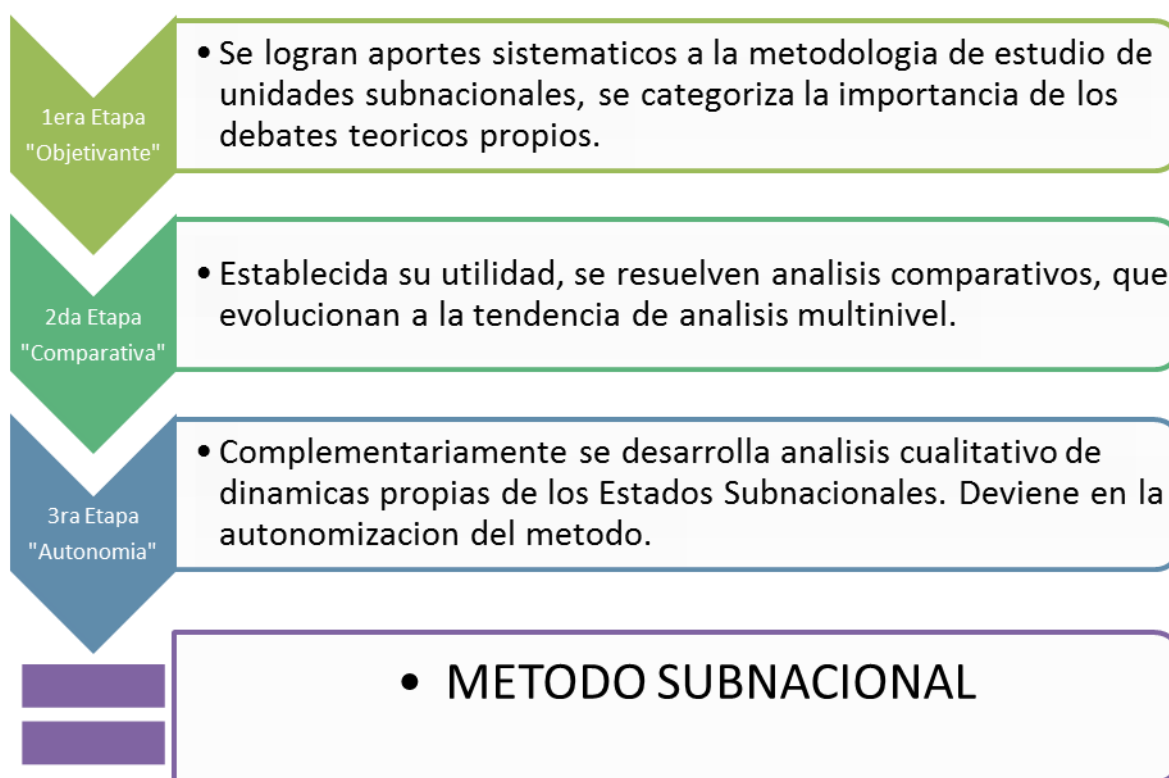 1era Etapa
"Objetivante"
• Se logran aportes sistematicos a la metodologia de estudio de
unidades subnacionales, se categoriza la importancia de los
debates teoricos propios.
2da Etapa
"Comparativa"
• Establecida su utilidad, se resuelven analisis comparativos, que
evolucionan a la tendencia de analisis multinivel.
3ra Etapa
"Autonomia"
• Complementariamente se desarrolla analisis cualitativo de
dinamicas propias de los Estados Subnacionales. Deviene en la
autonomizacion del metodo.
• METODO SUBNACIONAL